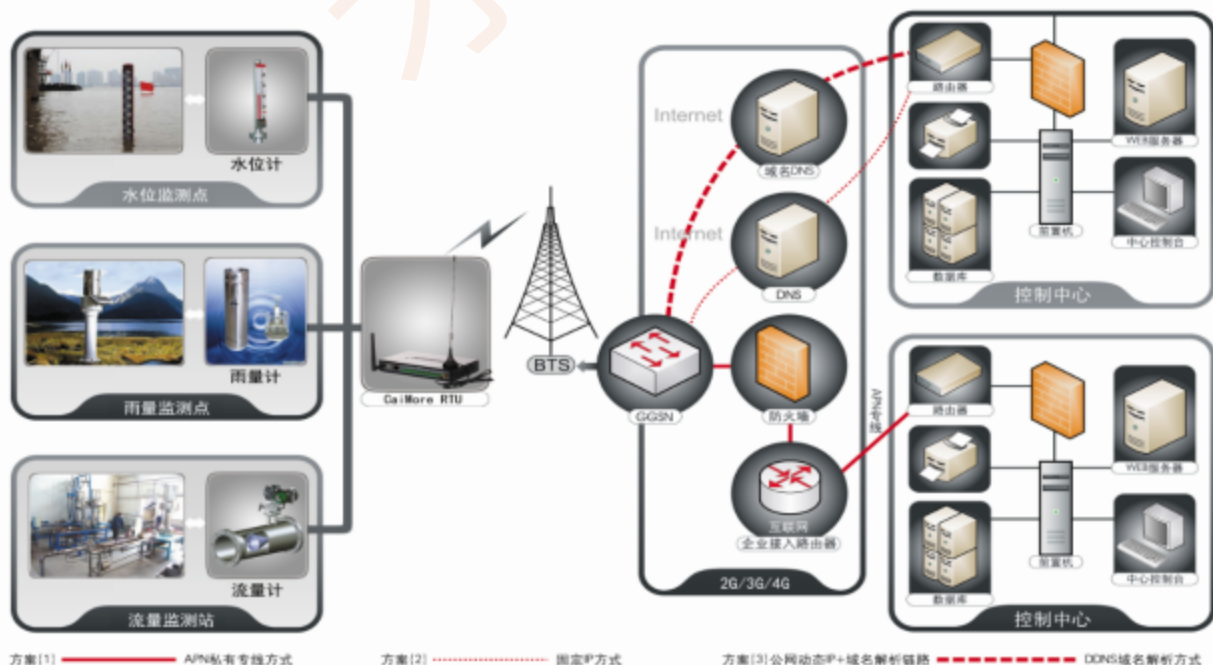 水位计
水位监测点
雨量计
雨量监测点
流量计
流量监测站
CaiMore RTU
BTS
Internet
域名DNS
Internet
DNS
GGSN
防火墙
互联网
企业接入路由器
2G/3G/4G
APN专线
路由器
WEB服务器
前置机
中心控制台
数据库
控制中心
路由器
WEB服务器
前置机
中心控制台
数据库
控制中心
方案[1] APN私有专线方式
方案[2] 固定IP方式
方案[3]公网动态IP+域名解析链路 DDNS域名解析方式